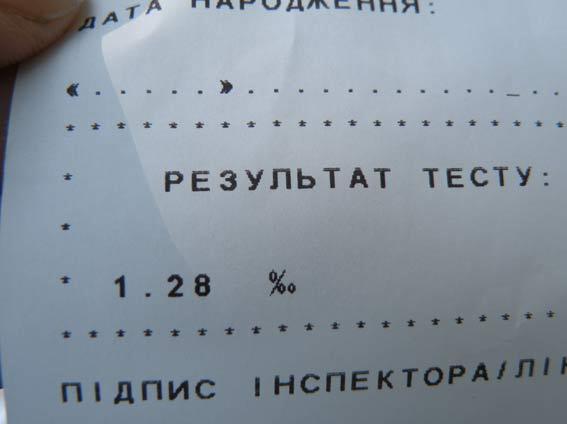 ДАТА НАРОДЖЕННЯ:
«.....»............_..
* * * * * * * * * * * * * * * * * * * * *
* РЕЗУЛЬТАТ ТЕСТУ:
*
* 1.28 ‰
* * * * * * * * * * * * * * * * * * * * *
ПІДПИС ІНСПЕКТОРА/